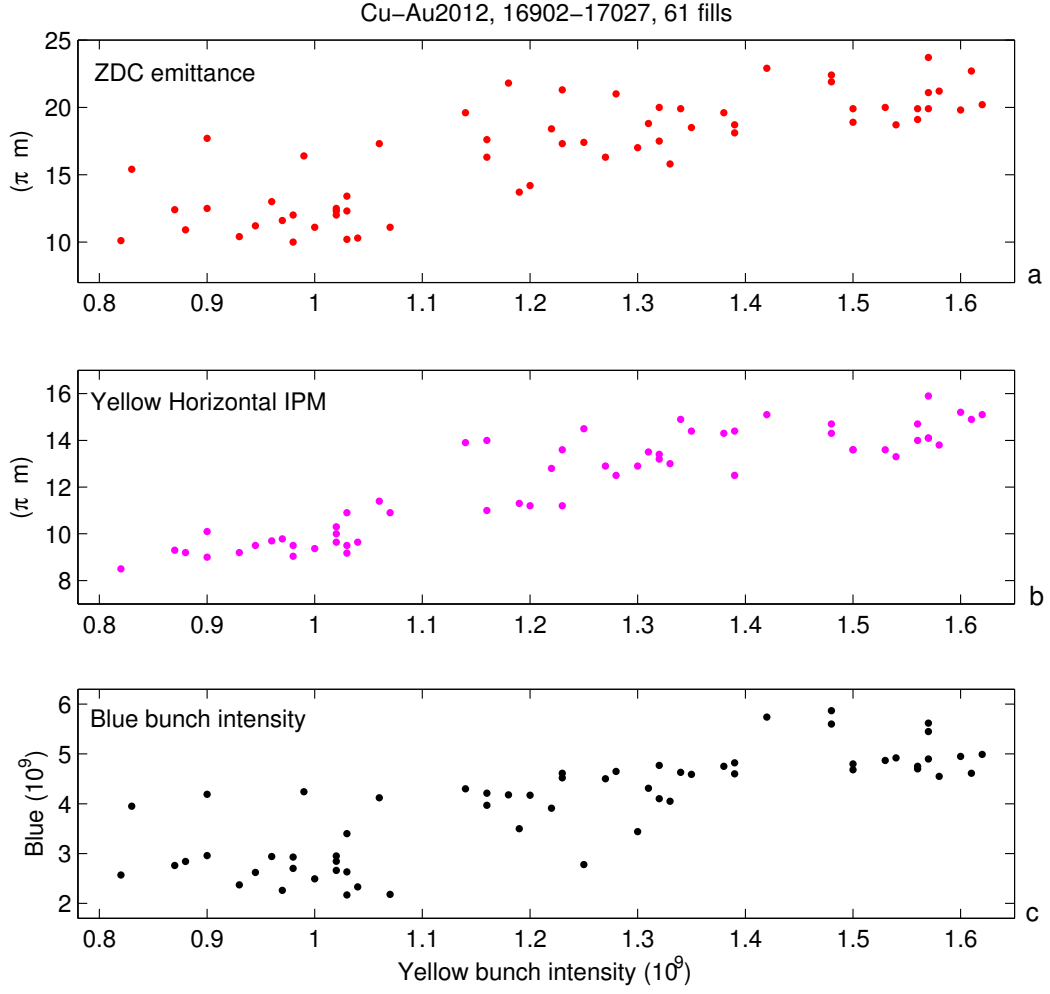 Cu−Au2012, 16902−17027, 61 fills
ZDC emittance
25
20
15
10
(π m)
0.8 0.9 1 1.1 1.2 1.3 1.4 1.5 1.6
a
Yellow Horizontal IPM
16
14
12
10
8
(π m)
0.8 0.9 1 1.1 1.2 1.3 1.4 1.5 1.6
b
Blue bunch intensity
6
5
4
3
2
Blue (10⁹)
0.8 0.9 1 1.1 1.2 1.3 1.4 1.5 1.6
c
Yellow bunch intensity (10⁹)